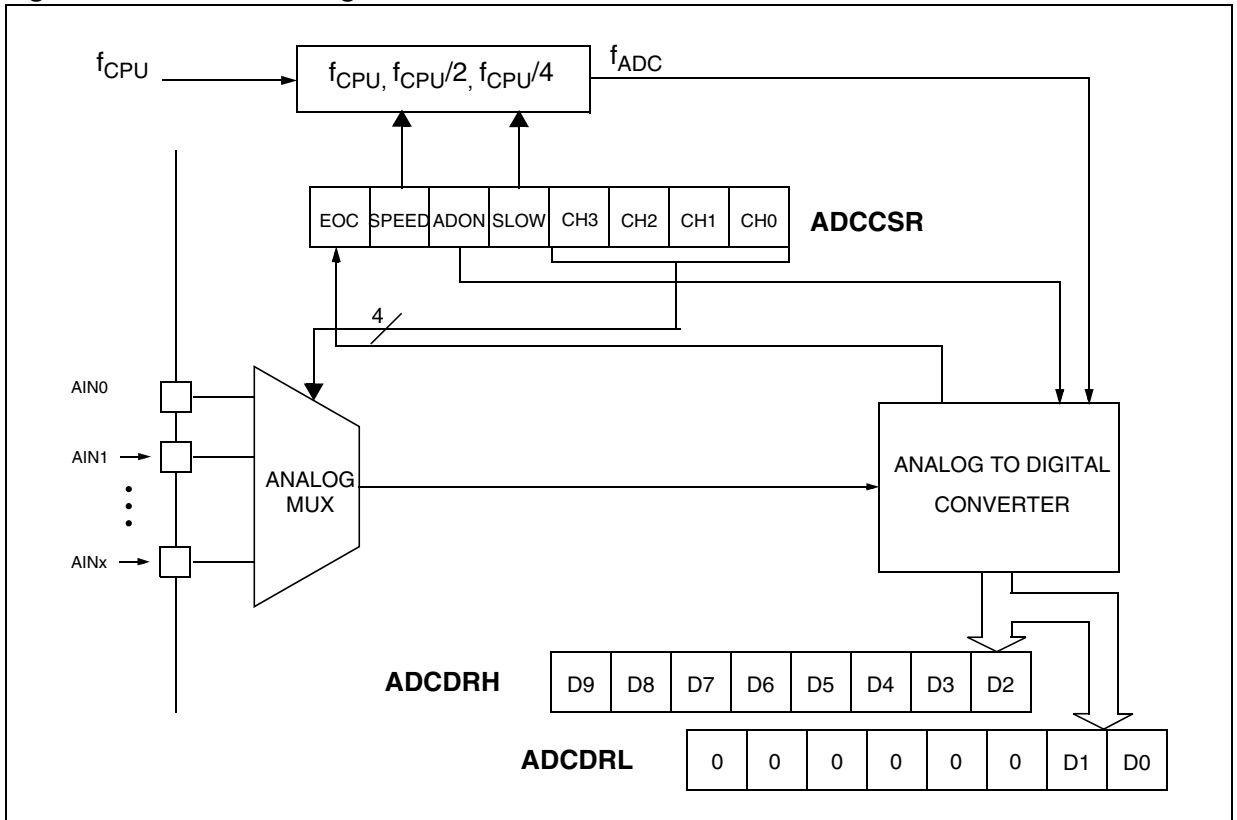 fCPU
fCPU, fCPU/2, fCPU/4
fADC
EOC SPEED ADON SLOW CH3 CH2 CH1 CH0
ADCCSR
4
AIN0
AIN1
AINx
ANALOG
MUX
ANALOG TO DIGITAL
CONVERTER
ADCDRH
D9 D8 D7 D6 D5 D4 D3 D2
ADCDRL
0 0 0 0 0 0 D1 D0